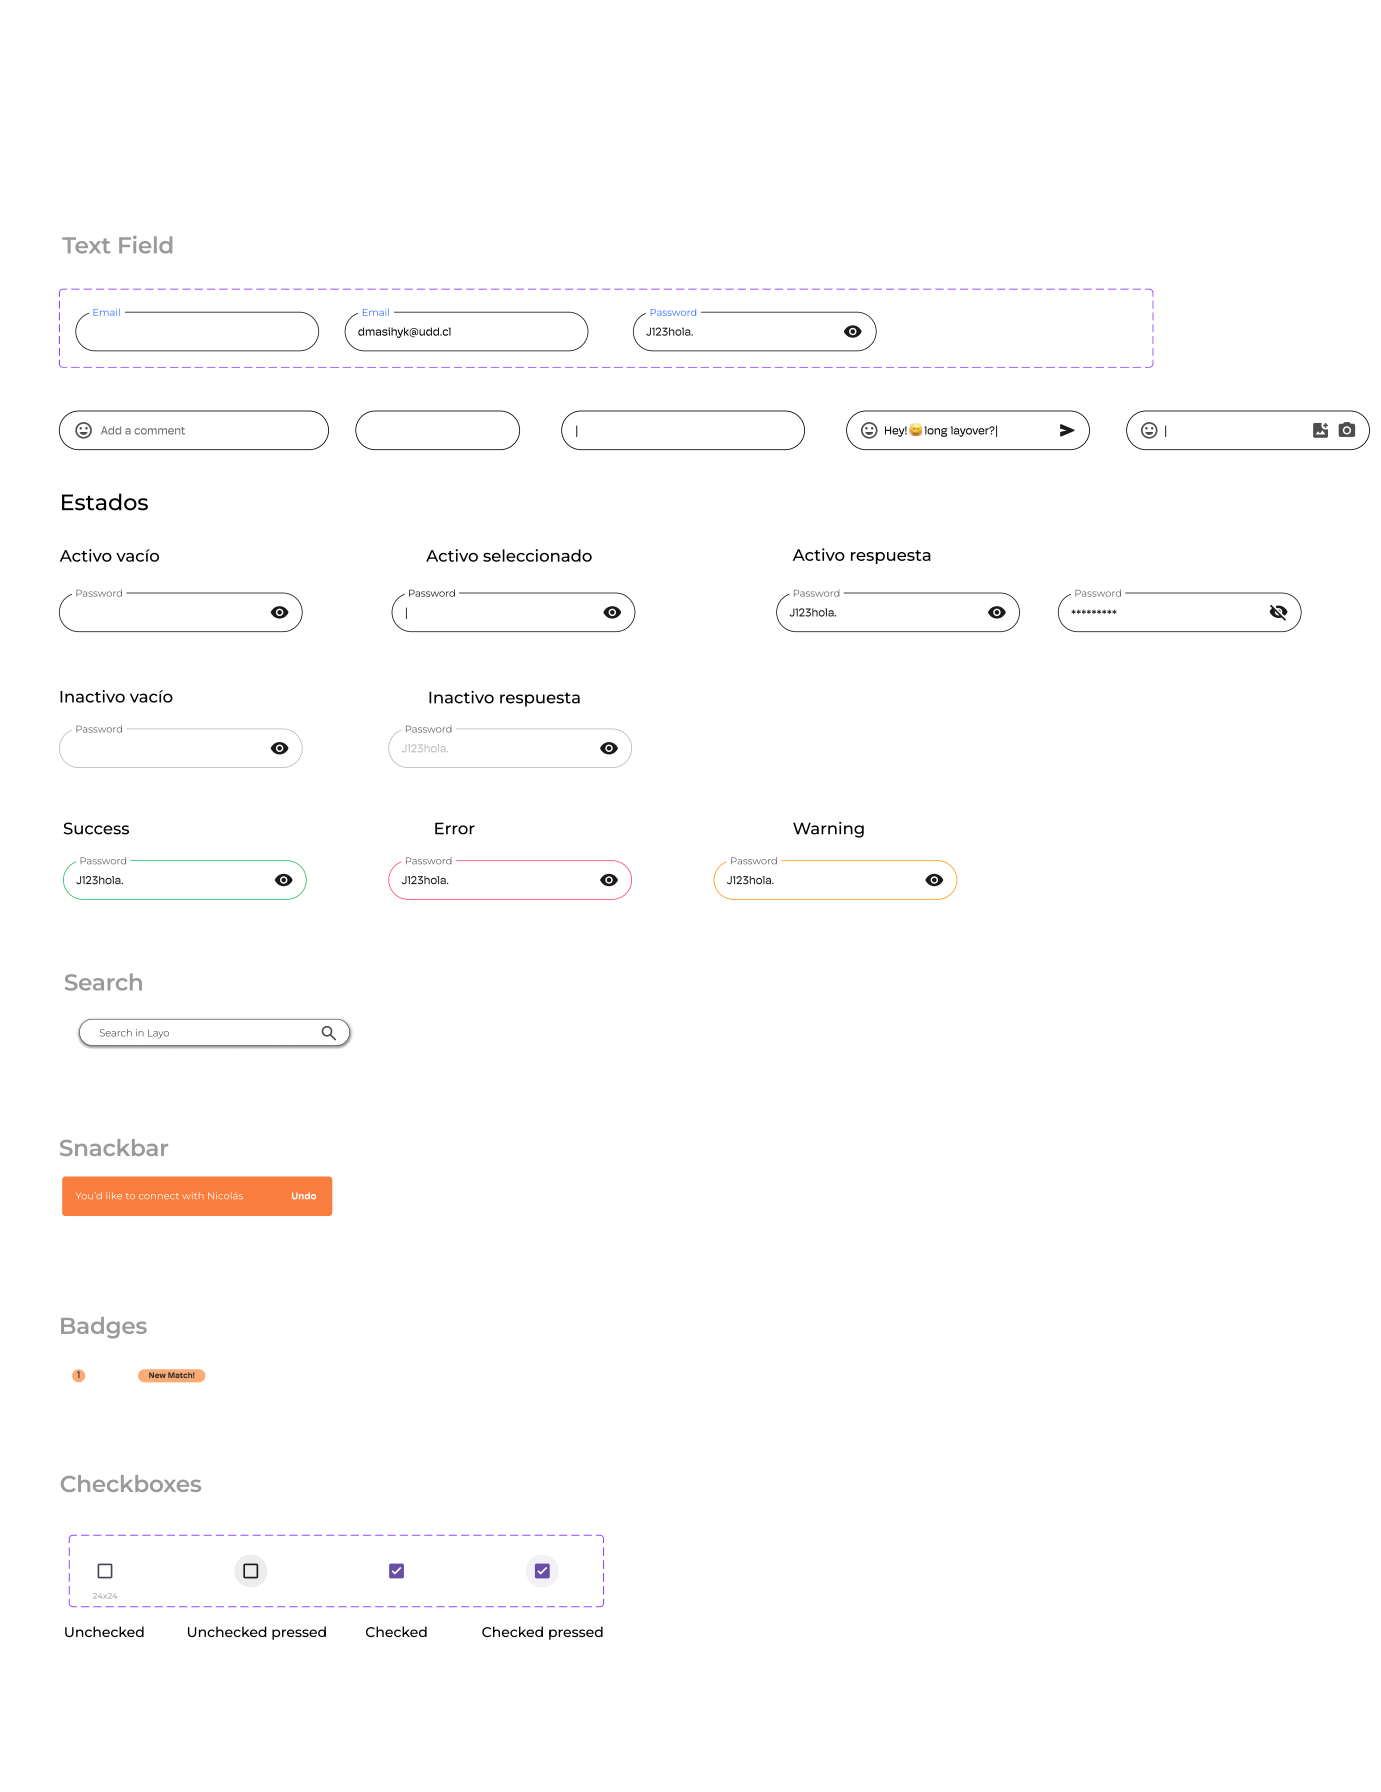 Text Field
Email
Email
Password
dmasihyk@udd.cl
J123hola.
Add a comment
|
Hey!😄long layover?|
|
Estados
Activo vacío
Activo seleccionado
Activo respuesta
Password
Password
Password
Password
|
J123hola.
*********
Inactivo vacío
Inactivo respuesta
Password
Password
J123hola.
Success
Error
Warning
Password
Password
Password
J123hola.
J123hola.
J123hola.
Search
Search in Layo
Snackbar
You'd like to connect with Nicolás
Undo
Badges
1
New Match!
Checkboxes
24x24
Unchecked
Unchecked pressed
Checked
Checked pressed